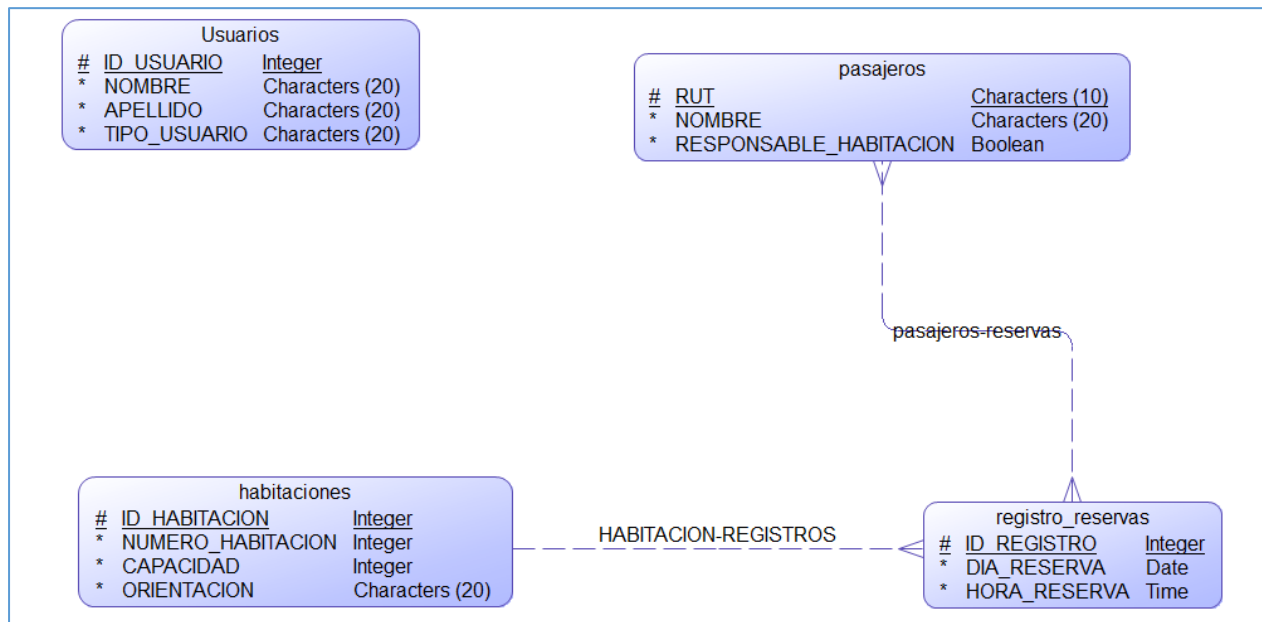 Usuarios
# ID_USUARIO Integer
* NOMBRE Characters (20)
* APELLIDO Characters (20)
* TIPO_USUARIO Characters (20)
pasajeros
# RUT Characters (10)
* NOMBRE Characters (20)
* RESPONSABLE_HABITACION Boolean
pasajeros-reservas
habitaciones
# ID_HABITACION Integer
* NUMERO_HABITACION Integer
* CAPACIDAD Integer
* ORIENTACION Characters (20)
HABITACION-REGISTROS
registro_reservas
# ID_REGISTRO Integer
* DIA_RESERVA Date
* HORA_RESERVA Time